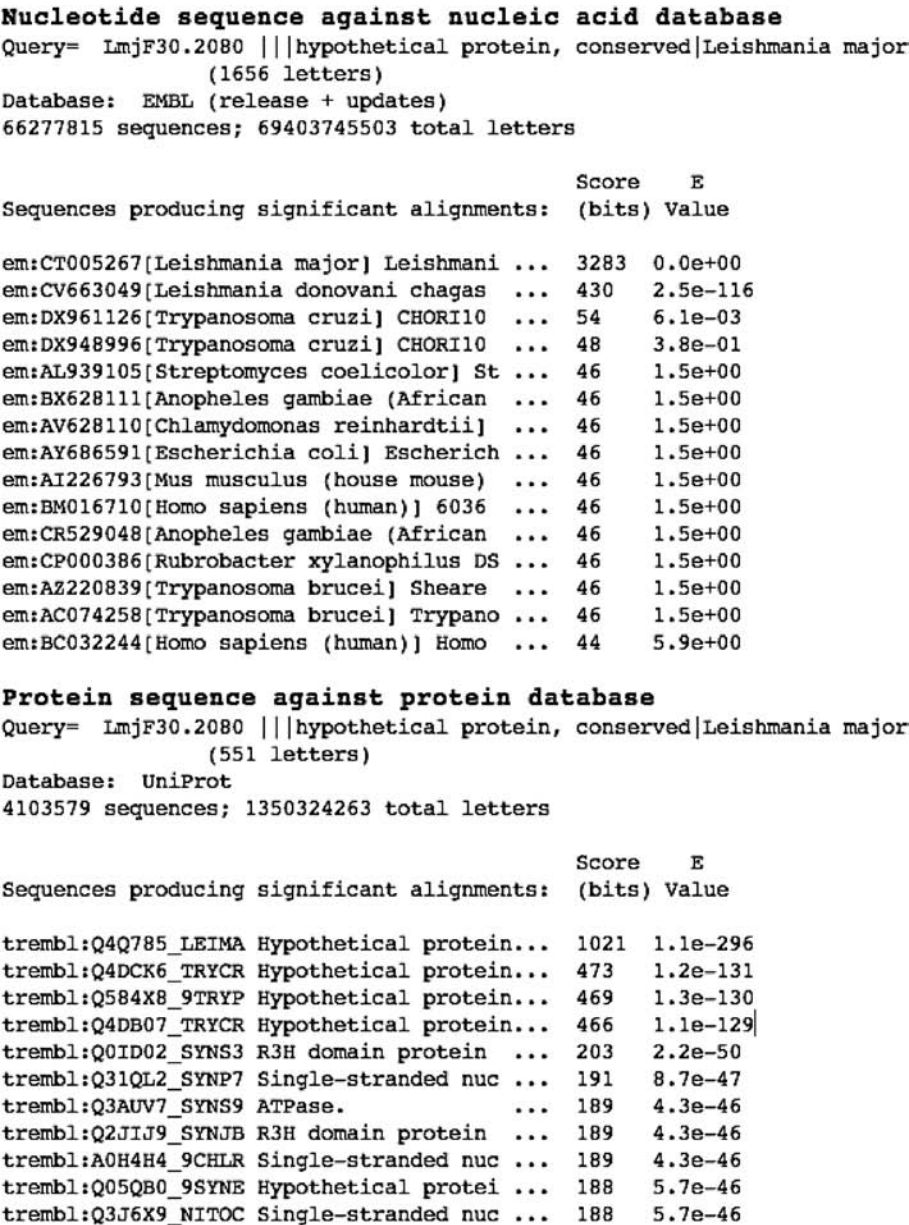 Nucleotide sequence against nucleic acid database
Query= LmjF30.2080 |||hypothetical protein, conserved|Leishmania major
(1656 letters)
Database: EMBL (release + updates)
66277815 sequences; 69403745503 total letters
Score E
Sequences producing significant alignments: (bits) Value
em:CT005267[Leishmania major] Leishmani ... 3283 0.0e+00
em:CV663049[Leishmania donovani chagas ... 430 2.5e-116
em:DX961126[Trypanosoma cruzi] CHORI10 ... 54 6.1e-03
em:DX948996[Trypanosoma cruzi] CHORI10 ... 48 3.8e-01
em:AL939105[Streptomyces coelicolor] St ... 46 1.5e+00
em:BX628111[Anopheles gambiae (African ... 46 1.5e+00
em:AV628110[Chlamydomonas reinhardtii] ... 46 1.5e+00
em:AY686591[Escherichia coli] Escherich ... 46 1.5e+00
em:AI226793[Mus musculus (house mouse) ... 46 1.5e+00
em:BM016710[Homo sapiens (human)] 6036 ... 46 1.5e+00
em:CR529048[Anopheles gambiae (African ... 46 1.5e+00
em:CP000386[Rubrobacter xylanophilus DS ... 46 1.5e+00
em:AZ220839[Trypanosoma brucei] Sheare ... 46 1.5e+00
em:AC074258[Trypanosoma brucei] Trypano ... 46 1.5e+00
em:BC032244[Homo sapiens (human)] Homo ... 44 5.9e+00
Protein sequence against protein database
Query= LmjF30.2080 |||hypothetical protein, conserved|Leishmania major
(551 letters)
Database: UniProt
4103579 sequences; 1350324263 total letters
Score E
Sequences producing significant alignments: (bits) Value
trembl:Q4Q785_LEIMA Hypothetical protein... 1021 1.1e-296
trembl:Q4DCK6_TRYCR Hypothetical protein... 473 1.2e-131
trembl:Q584X8_9TRYP Hypothetical protein... 469 1.3e-130
trembl:Q4DB07_TRYCR Hypothetical protein... 466 1.1e-129
trembl:Q0ID02_SYNS3 R3H domain protein ... 203 2.2e-50
trembl:Q31QL2_SYNP7 Single-stranded nuc ... 191 8.7e-47
trembl:Q3AUV7_SYNS9 ATPase. ... 189 4.3e-46
trembl:Q2JIJ9_SYNJB R3H domain protein ... 189 4.3e-46
trembl:A0H4H4_9CHLR Single-stranded nuc ... 189 4.3e-46
trembl:Q05QB0_9SYNE Hypothetical protei ... 188 5.7e-46
trembl:Q3J6X9_NITOC Single-stranded nuc ... 188 5.7e-46